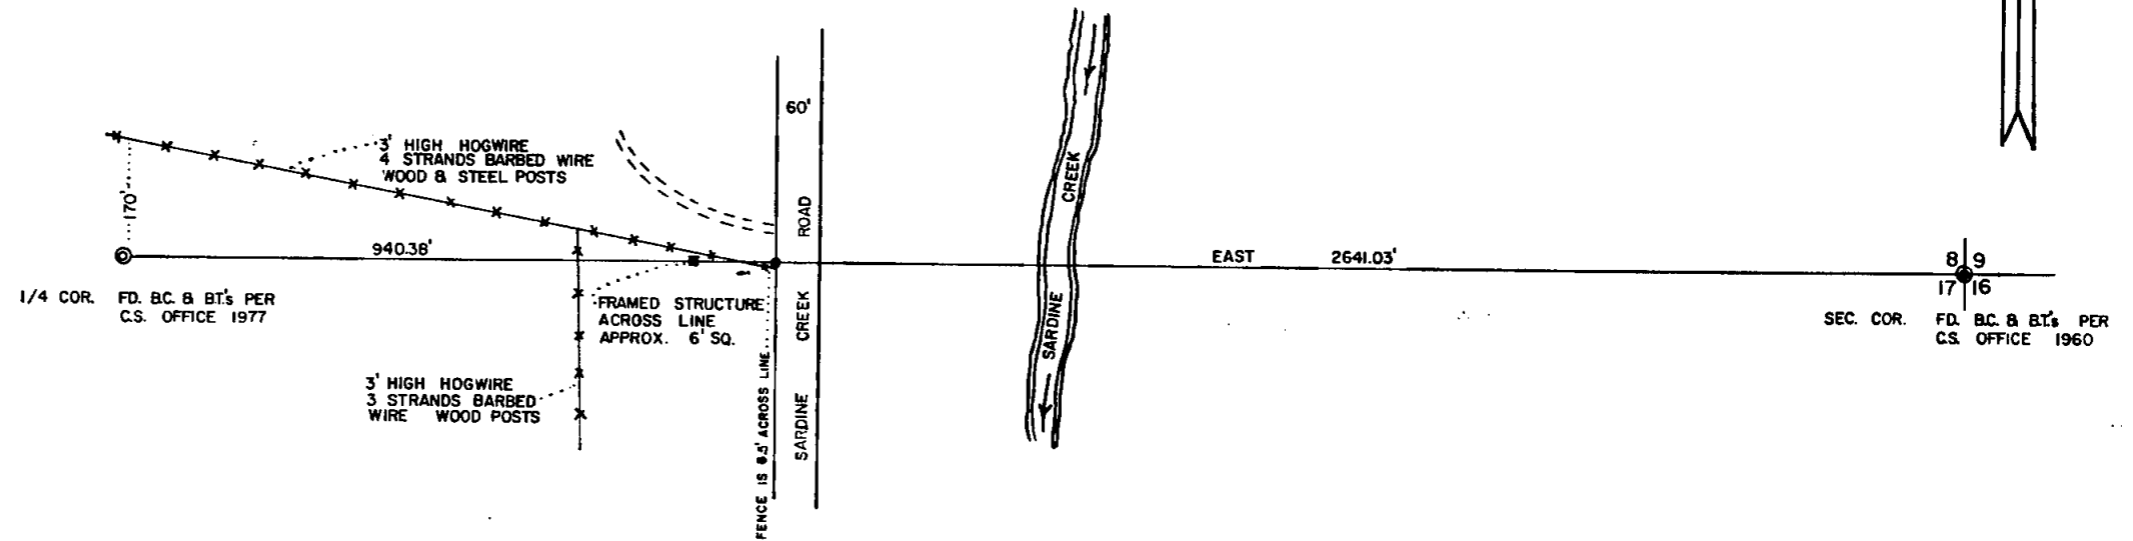 60'
3' HIGH HOGWIRE
4 STRANDS BARBED WIRE
WOOD & STEEL POSTS
170'
940.38'
ROAD
CREEK
SARDINE
CREEK
SARDINE
EAST 2641.03'
8 9
17 16
1/4 COR. FD. B.C. & B.T.'s PER
C.S. OFFICE 1977
FRAMED STRUCTURE
ACROSS LINE
APPROX. 6' SQ.
3' HIGH HOGWIRE
3 STRANDS BARBED
WIRE WOOD POSTS
FENCE IS 6.5' ACROSS LINE
SEC. COR. FD. B.C. & B.T.'s PER
C.S. OFFICE 1960